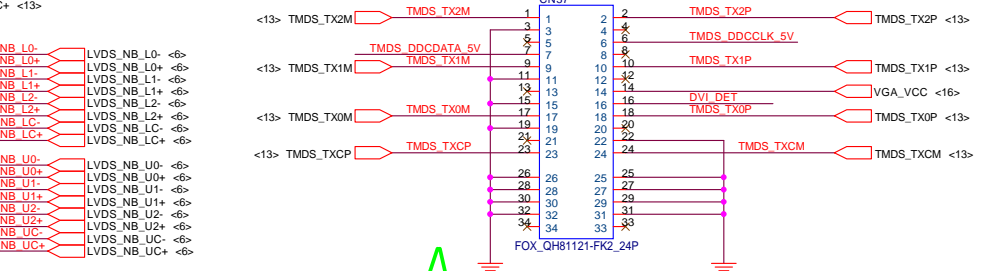 <13>
NB_L0- LVDS_NB_L0- <6>
NB_L0+ LVDS_NB_L0+ <6>
NB_L1- LVDS_NB_L1- <6>
NB_L1+ LVDS_NB_L1+ <6>
NB_L2- LVDS_NB_L2- <6>
NB_L2+ LVDS_NB_L2+ <6>
NB_LC- LVDS_NB_LC- <6>
NB_LC+ LVDS_NB_LC+ <6>
NB_U0- LVDS_NB_U0- <6>
NB_U0+ LVDS_NB_U0+ <6>
NB_U1- LVDS_NB_U1- <6>
NB_U1+ LVDS_NB_U1+ <6>
NB_U2- LVDS_NB_U2- <6>
NB_U2+ LVDS_NB_U2+ <6>
NB_UC- LVDS_NB_UC- <6>
NB_UC+ LVDS_NB_UC+ <6>
<13> TMDS_TX2M TMDS_TX2M 1 1 2 2 TMDS_TX2P TMDS_TX2P <13>
3 3 4 4
5 5 6 6 TMDS_DDCCLK_5V
TMDS_DDCDATA_5V 7 7 8 8
<13> TMDS_TX1M TMDS_TX1M 9 9 10 10 TMDS_TX1P TMDS_TX1P <13>
11 11 12 12
13 13 14 14 VGA_VCC <16>
15 15 16 16 DVI_DET
<13> TMDS_TX0M TMDS_TX0M 17 17 18 18 TMDS_TX0P TMDS_TX0P <13>
19 19 20 20
21 21 22 22
<13> TMDS_TXCP TMDS_TXCP 23 23 24 24 TMDS_TXCM TMDS_TXCM <13>
26 26 25 25
28 28 27 27
30 30 29 29
32 32 31 31
34 34 33 33
FOX_QH81121-FK2_24P